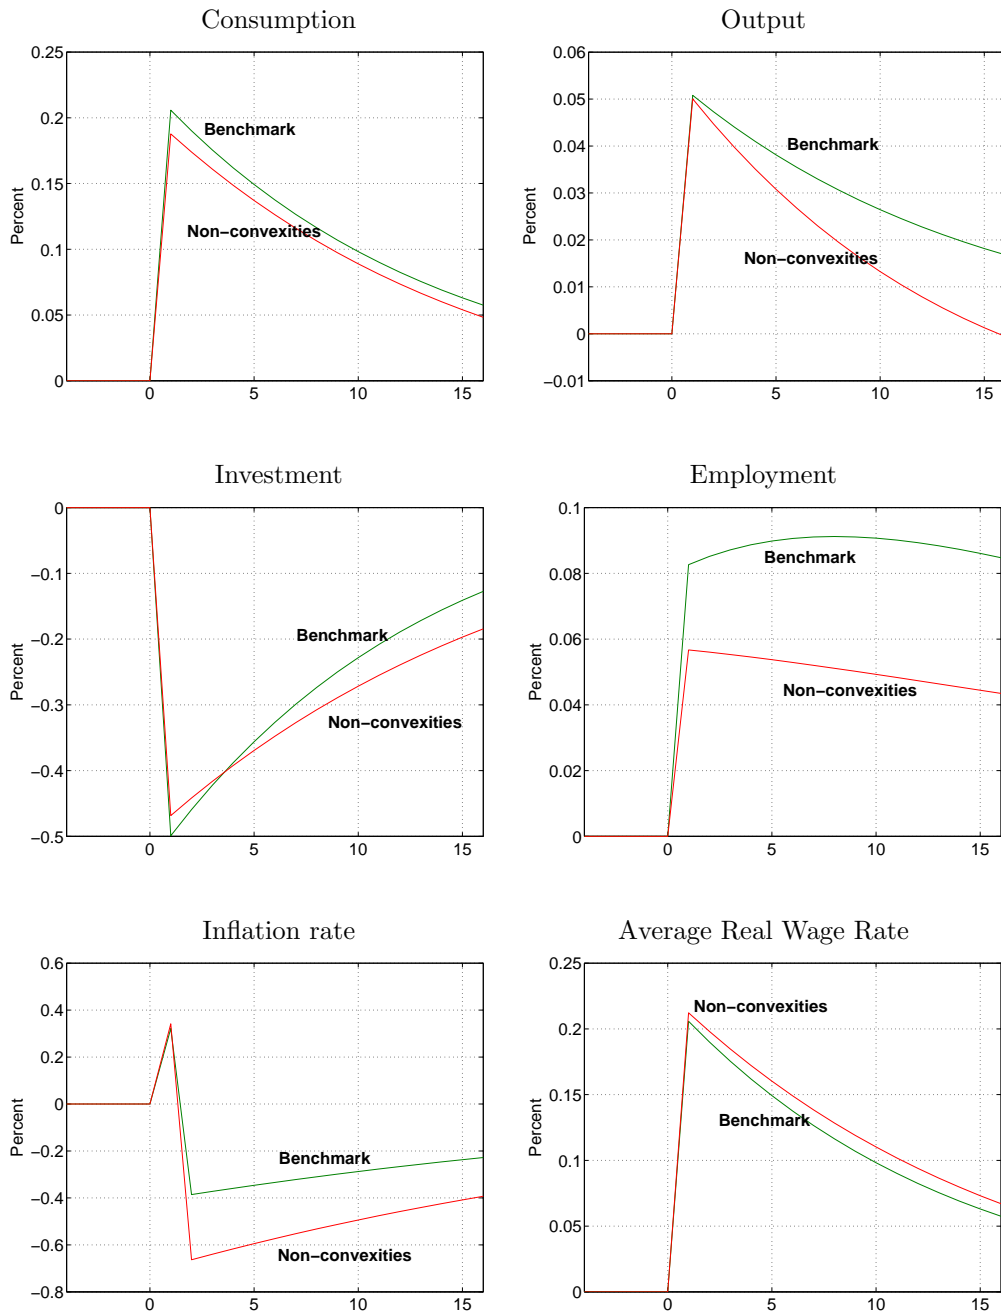 Consumption
0.25
0.2
0.15
0.1
0.05
0
Percent
Benchmark
Non-convexities
0
5
10
15
Output
0.06
0.05
0.04
0.03
0.02
0.01
0
−0.01
Percent
Benchmark
Non-convexities
0
5
10
15
Investment
0
−0.1
−0.2
−0.3
−0.4
−0.5
Percent
Benchmark
Non-convexities
0
5
10
15
Employment
0.1
0.08
0.06
0.04
0.02
0
Benchmark
Non-convexities
0
5
10
15
Inflation rate
0.6
0.4
0.2
0
−0.2
−0.4
−0.6
−0.8
Percent
Benchmark
Non-convexities
0
5
10
15
Average Real Wage Rate
0.25
0.2
0.15
0.1
0.05
0
Percent
Non-convexities
Benchmark
0
5
10
15